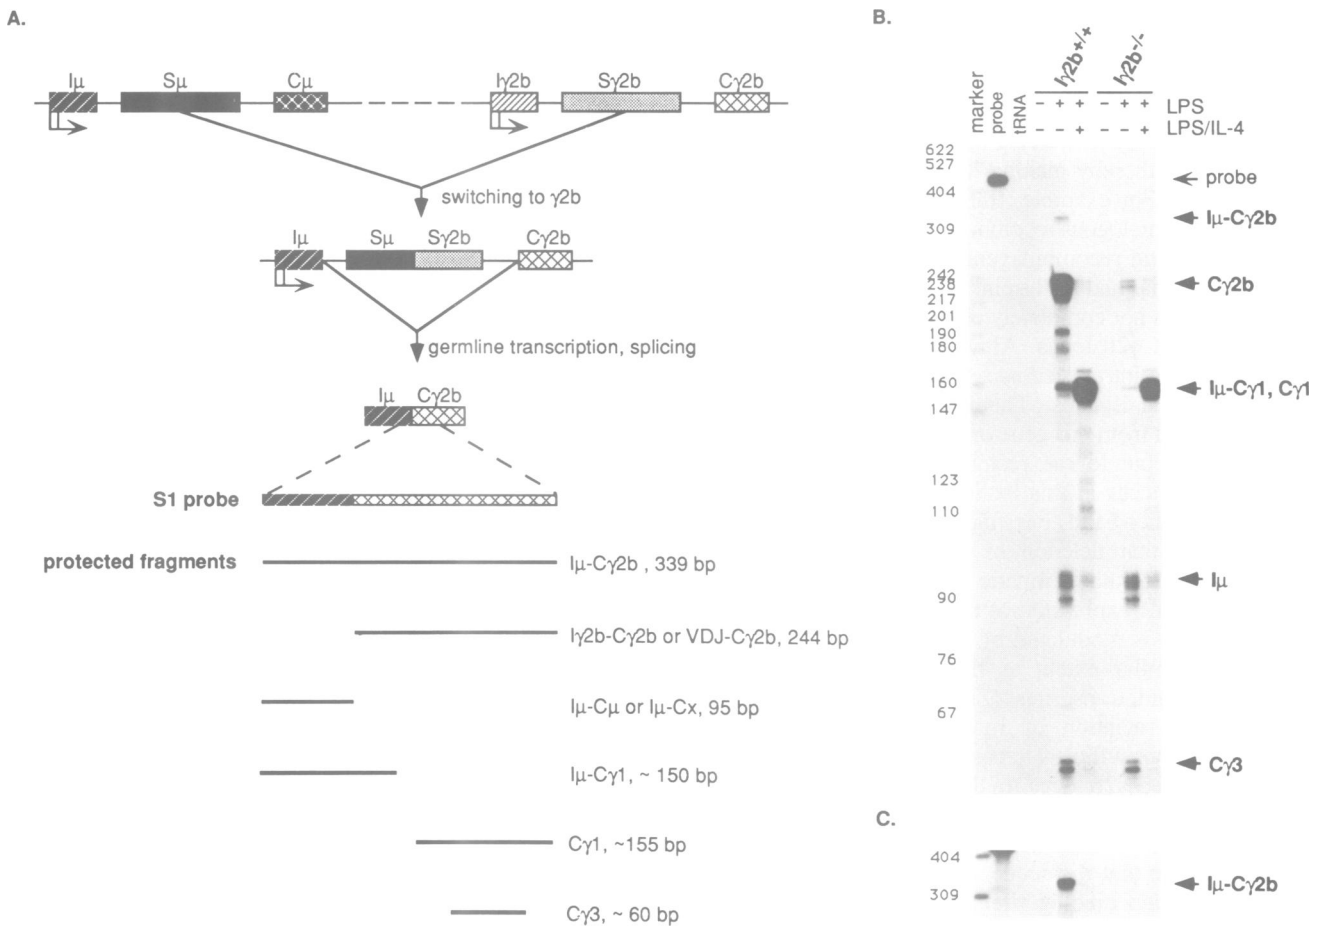 A.
Iμ Sμ Cμ Iγ2b Sγ2b Cγ2b
switching to γ2b
Iμ Sμ Sγ2b Cγ2b
germline transcription, splicing
Iμ Cγ2b
S1 probe
protected fragments
Iμ-Cγ2b , 339 bp
Iγ2b-Cγ2b or VDJ-Cγ2b, 244 bp
Iμ-Cμ or Iμ-Cx, 95 bp
Iμ-Cγ1, ~ 150 bp
Cγ1, ~155 bp
Cγ3, ~ 60 bp
B.
marker
probe
tRNA
Iγ2b+/+
Iγ2b-/-
- + + - + + LPS
- - + - - + LPS/IL-4
622
527
404
309
242
238
217
201
190
180
160
147
123
110
90
76
67
probe
Iμ-Cγ2b
Cγ2b
Iμ-Cγ1, Cγ1
Iμ
Cγ3
C.
404
309
Iμ-Cγ2b